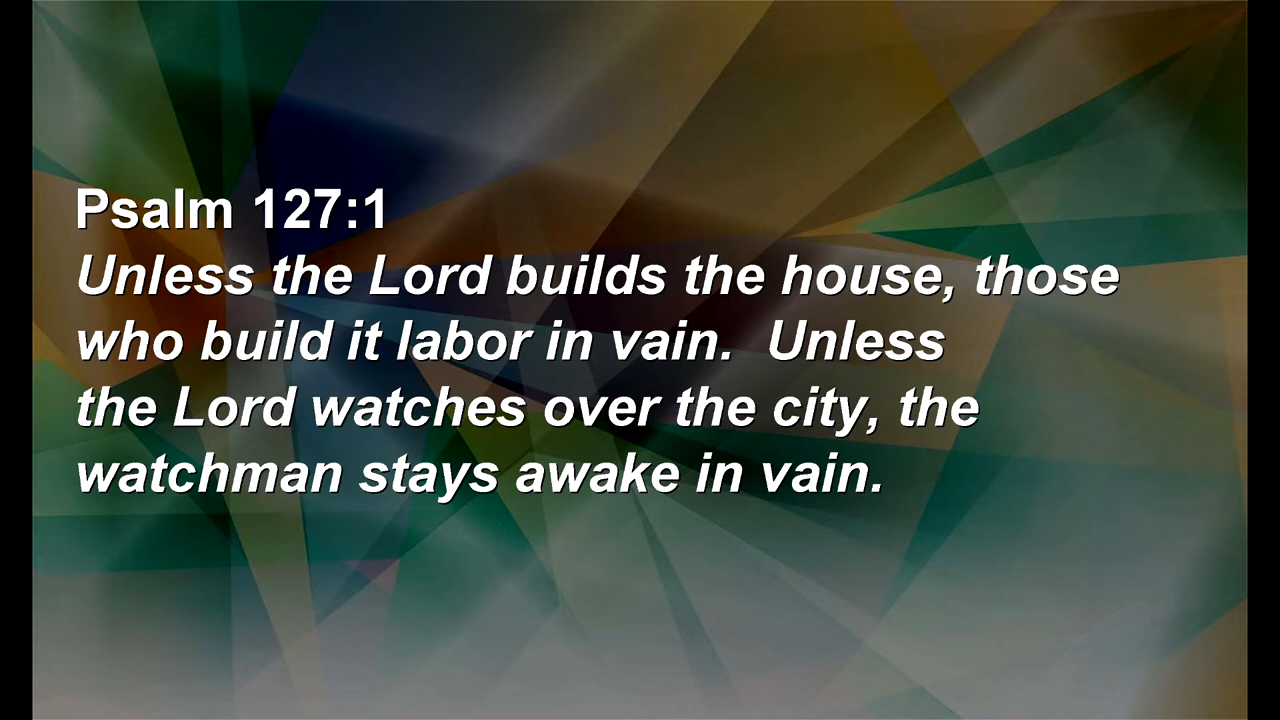 Psalm 127:1
Unless the Lord builds the house, those
who build it labor in vain.  Unless
the Lord watches over the city, the
watchman stays awake in vain.